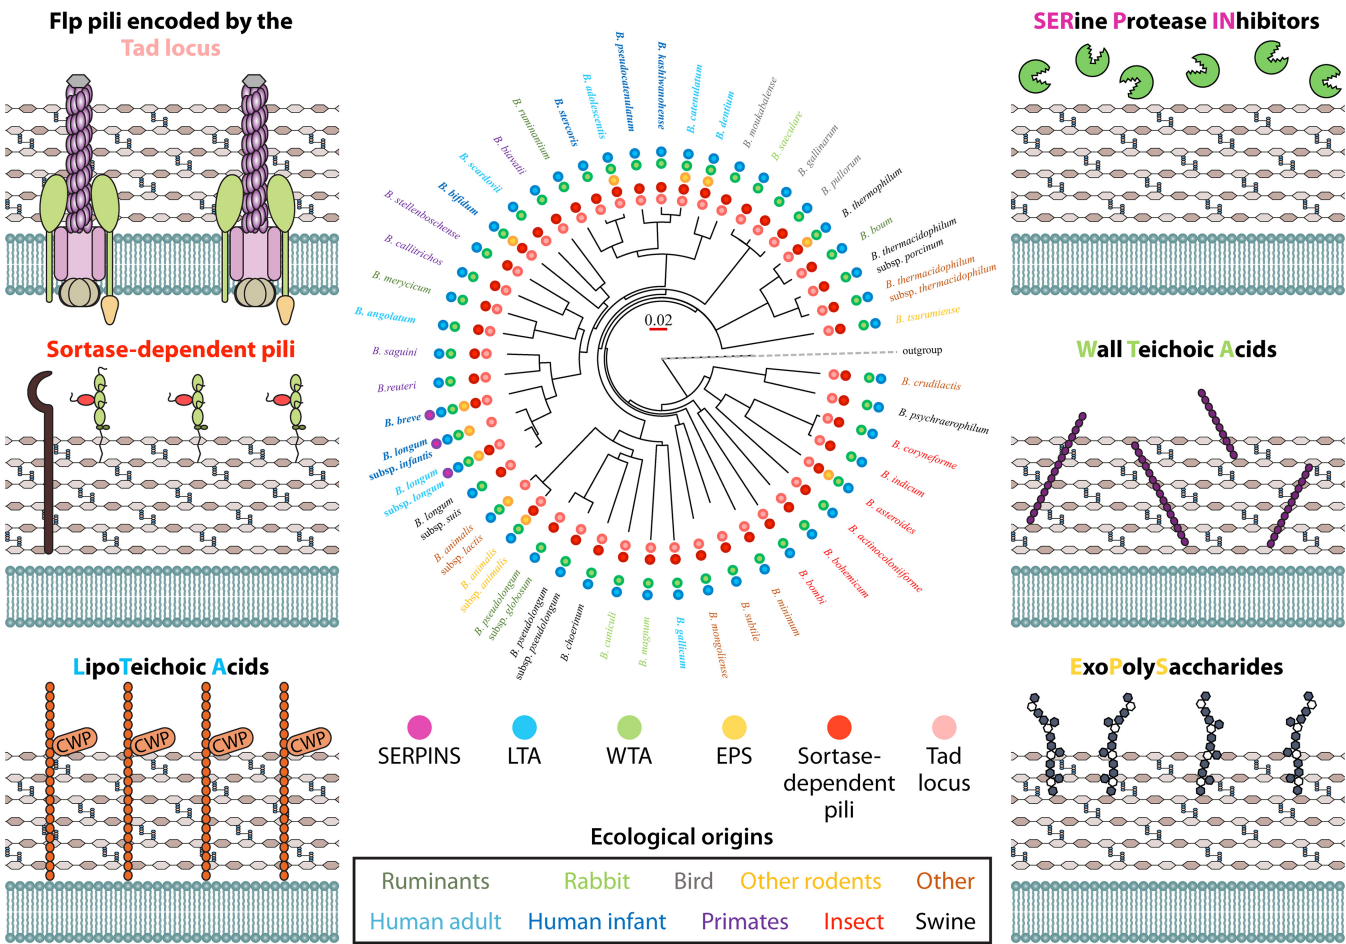 Flp pili encoded by the
Tad locus
SERine Protease INhibitors
Sortase-dependent pili
Wall Teichoic Acids
LipoTeichoic Acids
CWP
CWP
CWP
CWP
ExoPolySaccharides
B. kashiwanohense
B. catenulatum
B. dentium
B. moukabalense
B. saeculare
B. gallinarum
B. pullorum
B. thermophilum
B. boum
B. thermacidophilum
subsp. porcinum
B. thermacidophilum
subsp. thermacidophilum
B. tsurumiense
outgroup
B. crudilactis
B. psychraerophilum
B. coryneforme
B. indicum
B. asteroides
B. actinocoloniiforme
B. bohemicum
B. bombi
B. minimum
B. subtile
B. mongoliense
B. gallicum
B. magnum
B. cuniculi
B. choerinum
B. pseudolongum
subsp. pseudolongum
B. pseudolongum
subsp. globosum
B. animalis
subsp. animalis
B. animalis
subsp. lactis
B. longum
subsp. suis
B. longum
subsp. longum
B. longum
subsp. infantis
B. breve
B.reuteri
B. saguini
B. angolatum
B. merycicum
B. callitrichos
B. stellenboschense
B. bifidum
B. scardovii
B. biavatii
B. ruminantium
B. stercoris
B. adolescentis
B. pseudocatenulatum
0.02
SERPINS
LTA
WTA
EPS
Sortase-
dependent
pili
Tad
locus
Ecological origins
Ruminants Rabbit Bird Other rodents Other
Human adult Human infant Primates Insect Swine